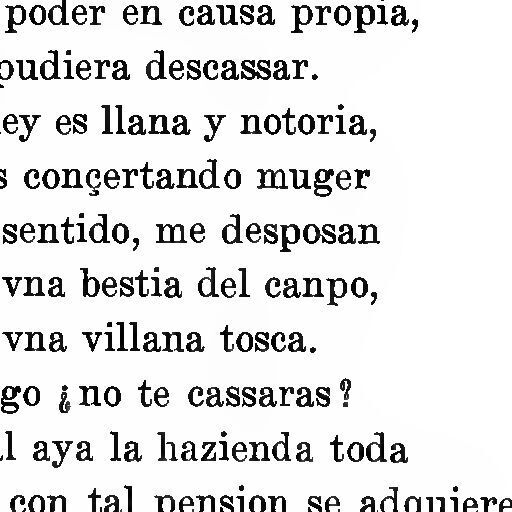 poder en causa propia,
pudiera descassar.
ey es llana y notoria,
s conçertando muger
sentido, me desposan
vna bestia del canpo,
vna villana tosca.
go ¿no te cassaras?
l aya la hazienda toda
con tal pension se adquiere